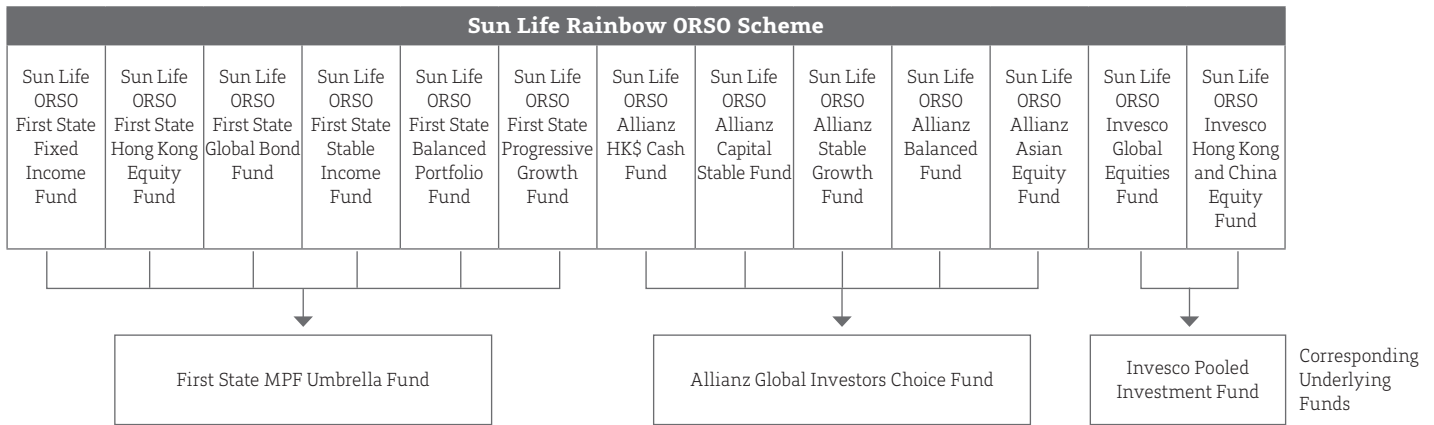 Sun Life Rainbow ORSO Scheme
Sun Life
ORSO
First State
Fixed
Income
Fund
Sun Life
ORSO
First State
Hong Kong
Equity
Fund
Sun Life
ORSO
First State
Global Bond
Fund
Sun Life
ORSO
First State
Stable
Income
Fund
Sun Life
ORSO
First State
Balanced
Portfolio
Fund
Sun Life
ORSO
First State
Progressive
Growth
Fund
Sun Life
ORSO
Allianz
HK$ Cash
Fund
Sun Life
ORSO
Allianz
Capital
Stable Fund
Sun Life
ORSO
Allianz
Stable
Growth
Fund
Sun Life
ORSO
Allianz
Balanced
Fund
Sun Life
ORSO
Allianz
Asian
Equity
Fund
Sun Life
ORSO
Invesco
Global
Equities
Fund
Sun Life
ORSO
Invesco
Hong Kong
and China
Equity
Fund
First State MPF Umbrella Fund
Allianz Global Investors Choice Fund
Invesco Pooled
Investment Fund
Corresponding
Underlying
Funds